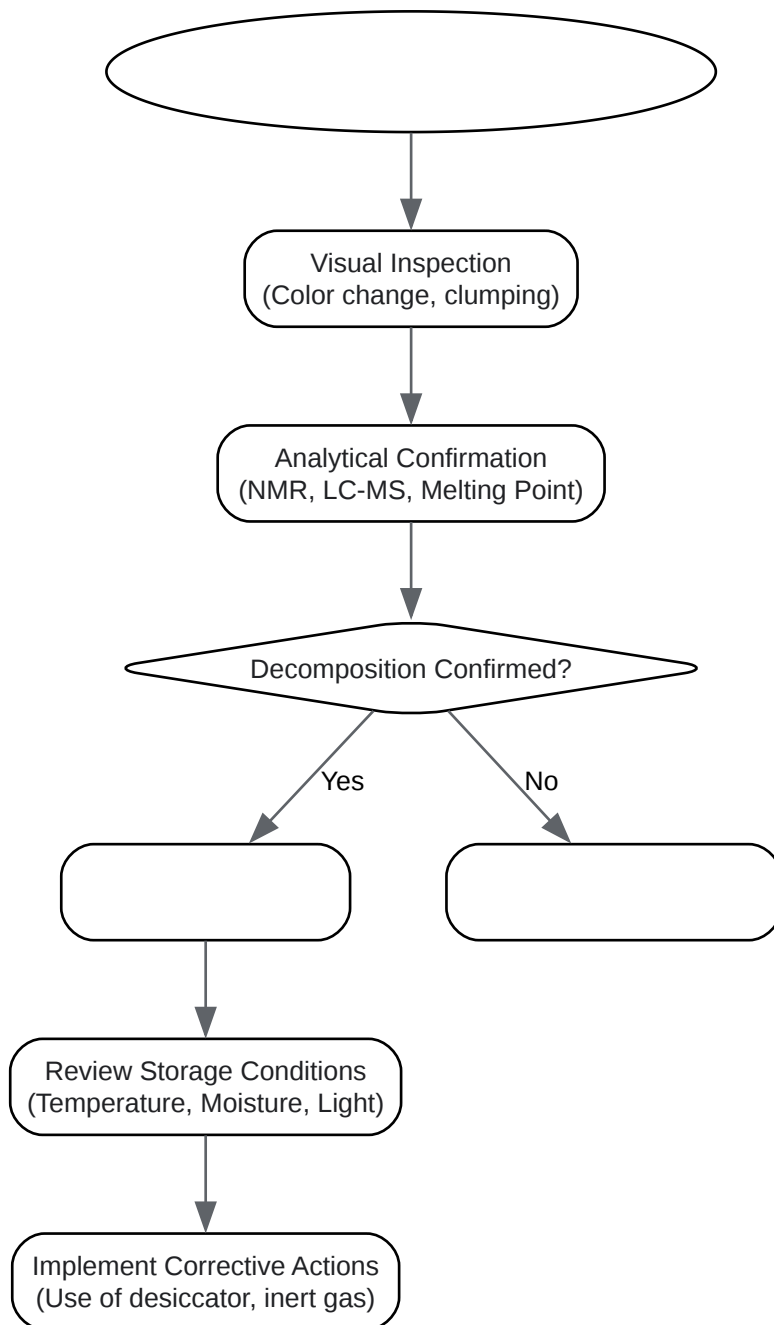 Visual Inspection
(Color change, clumping)
Analytical Confirmation
(NMR, LC-MS, Melting Point)
Decomposition Confirmed?
Yes
No
Review Storage Conditions
(Temperature, Moisture, Light)
Implement Corrective Actions
(Use of desiccator, inert gas)